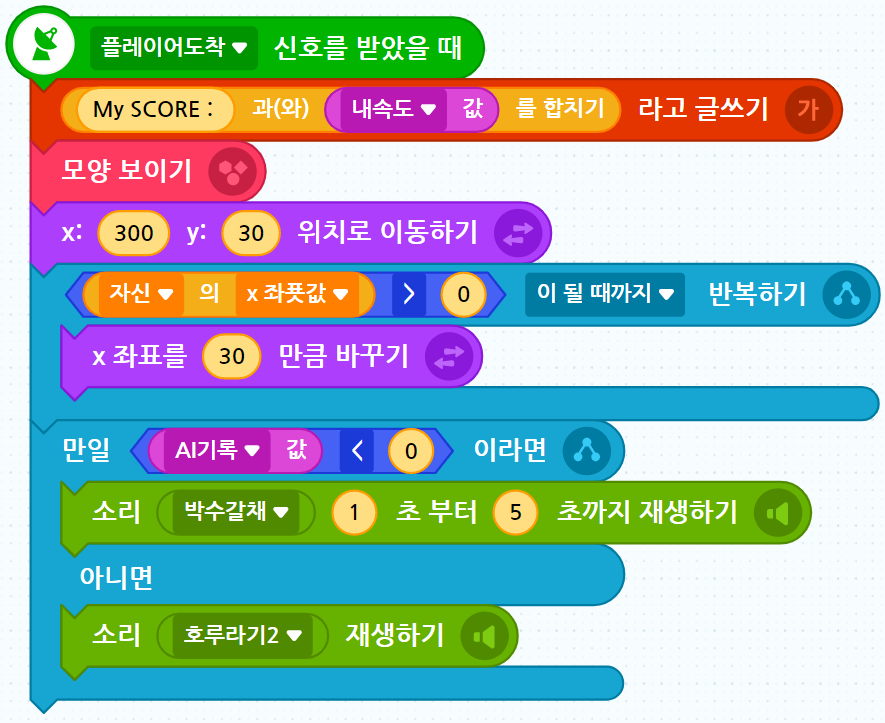 플레이어도착 신호를 받았을 때
My SCORE : 과(와) 내속도 값 를 합치기 라고 글쓰기 가
모양 보이기
x: 300 y: 30 위치로 이동하기
자신 의 x 좌푯값 > 0 이 될 때까지 반복하기
x 좌표를 30 만큼 바꾸기
만일 AI기록 값 < 0 이라면
소리 박수갈채 1 초 부터 5 초까지 재생하기
아니면
소리 호루라기2 재생하기